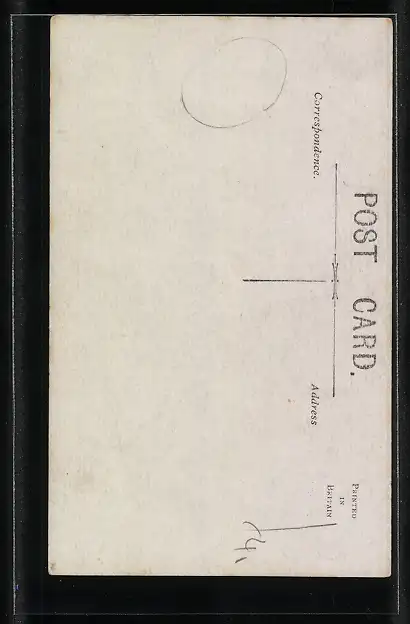 POST CARD.
Correspondence.
Address
PRINTED
IN
BRITAIN